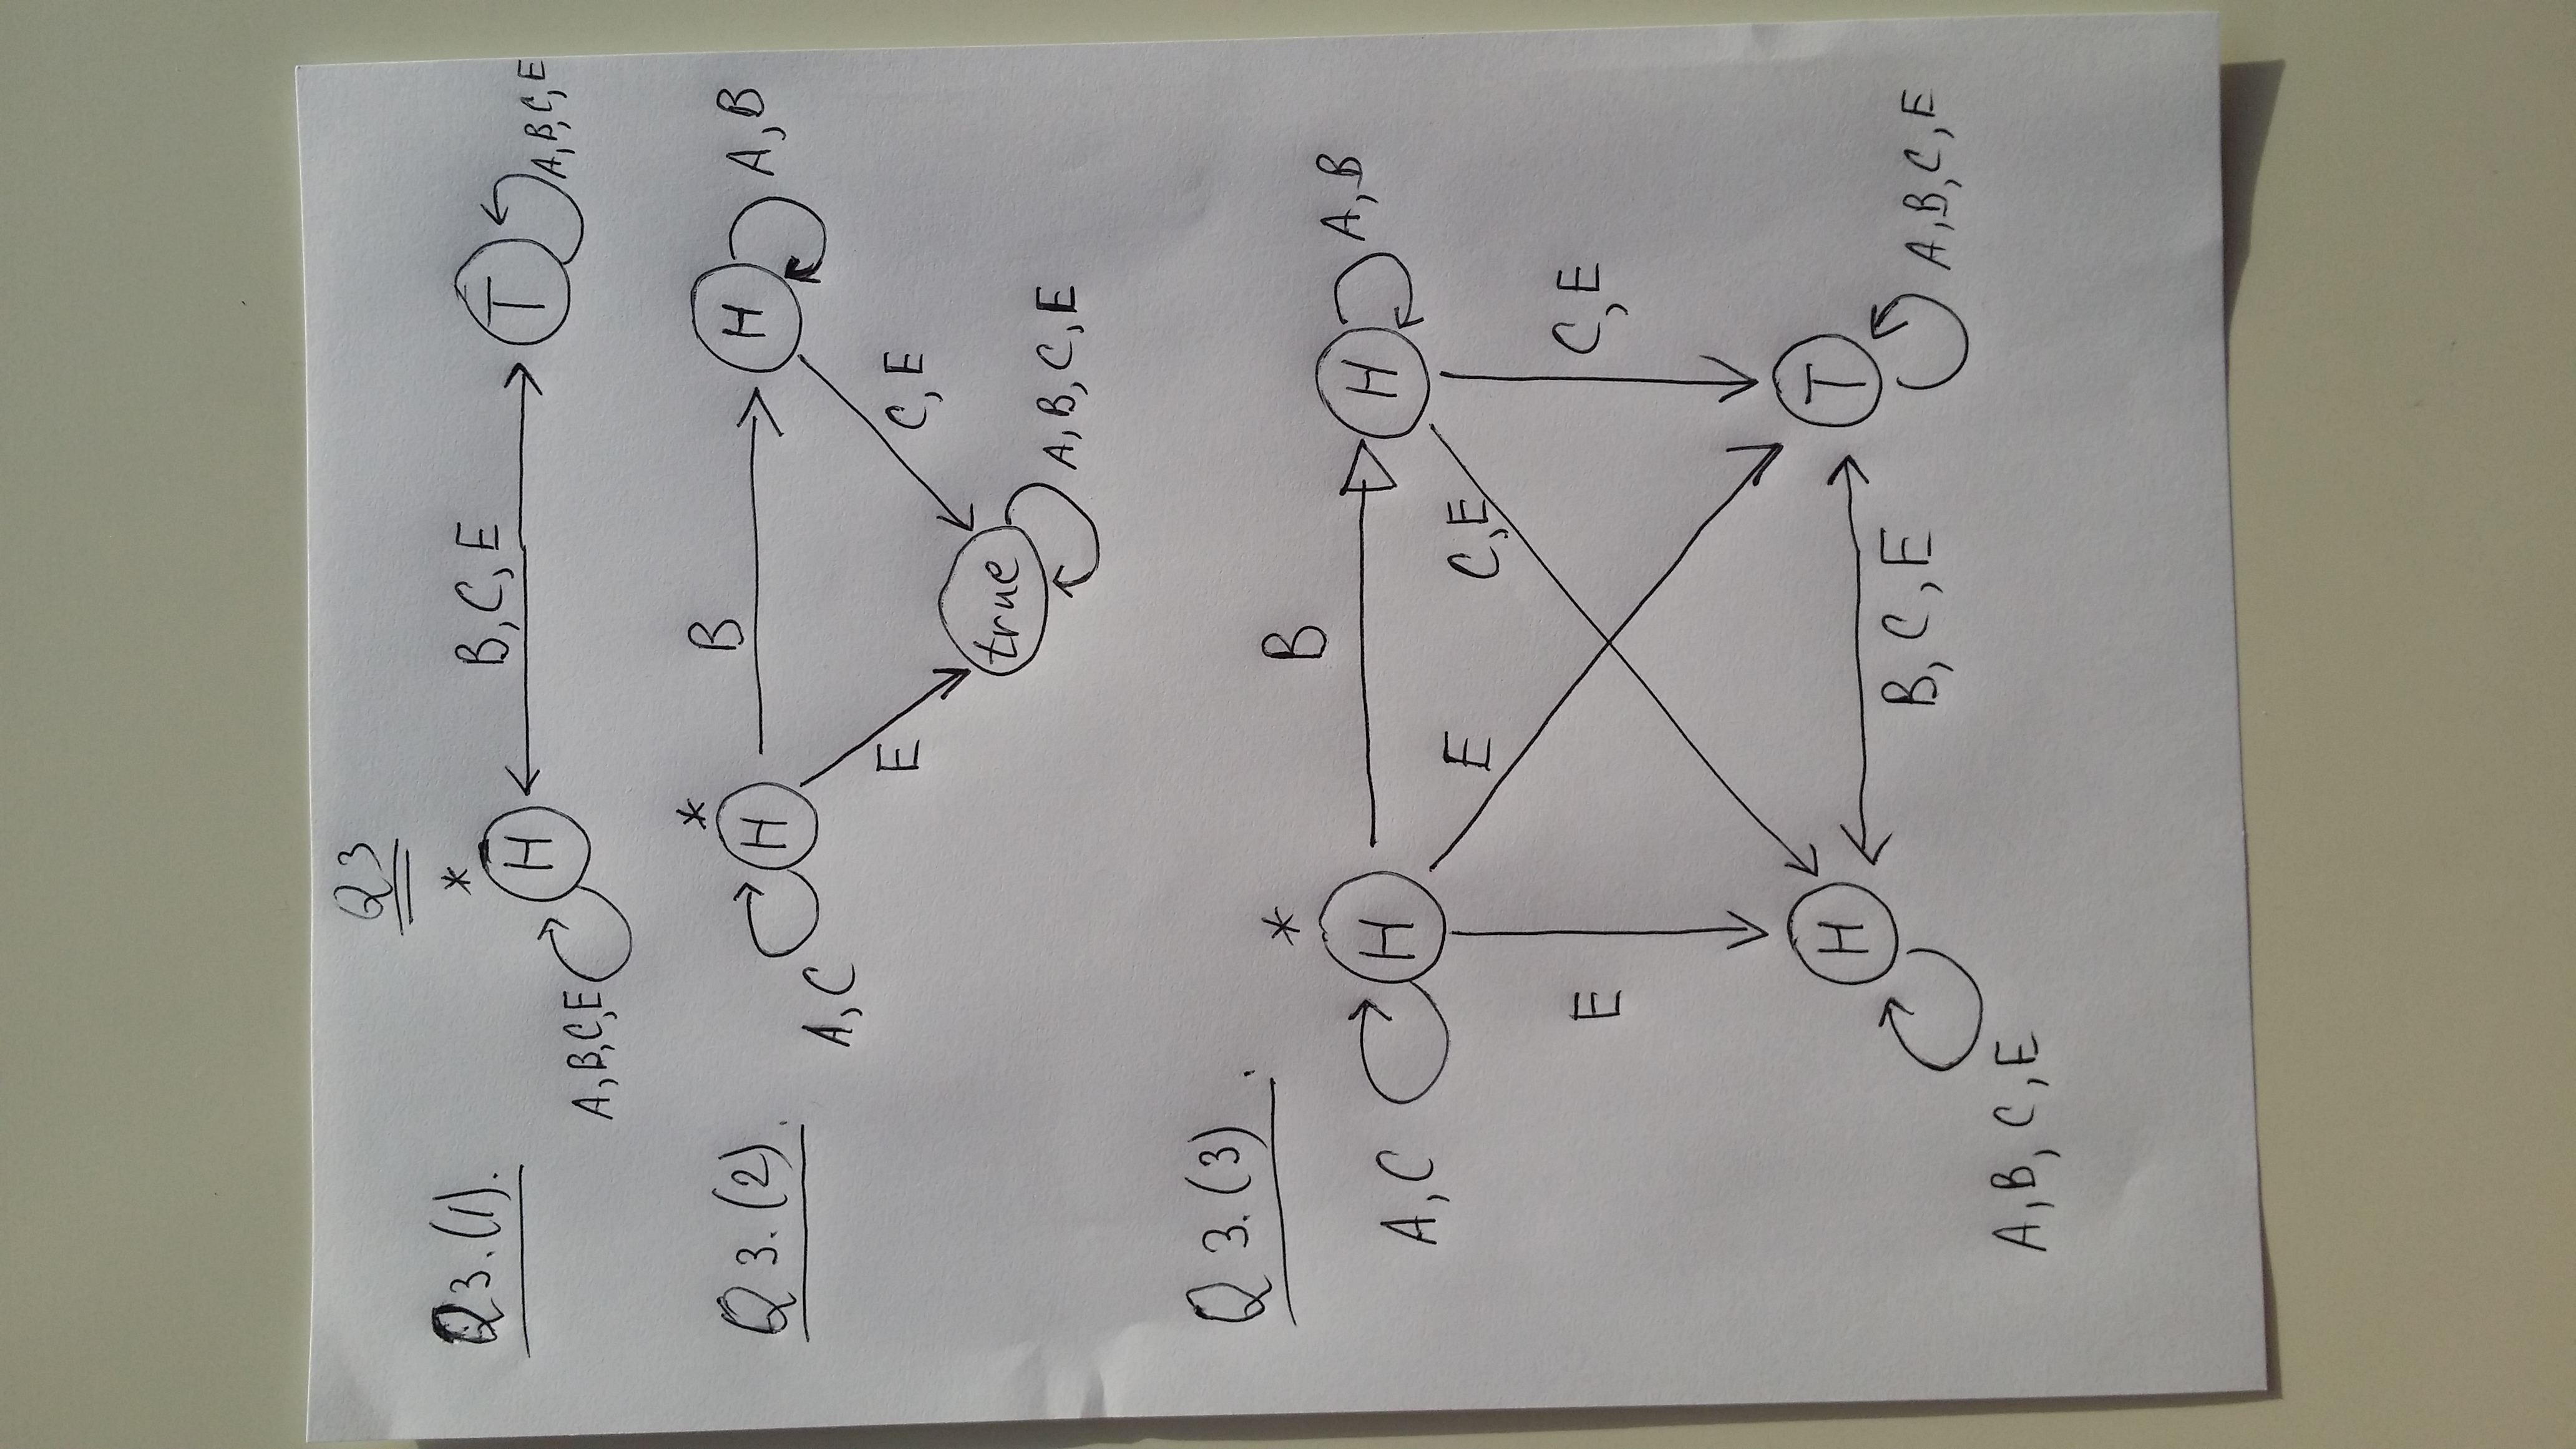 Q3
Q3.(1).
*
H
B,C,E
T
A,B,C,E
A,B,C,E
Q3.(2).
*
H
B
H
A,B
A,C
E
C,E
true
A,B,C,E
Q3.(3).
*
H
B
H
A,B
A,C
E
C,E
E
C,E
H
B,C,E
T
A,B,C,E
A,B,C,E